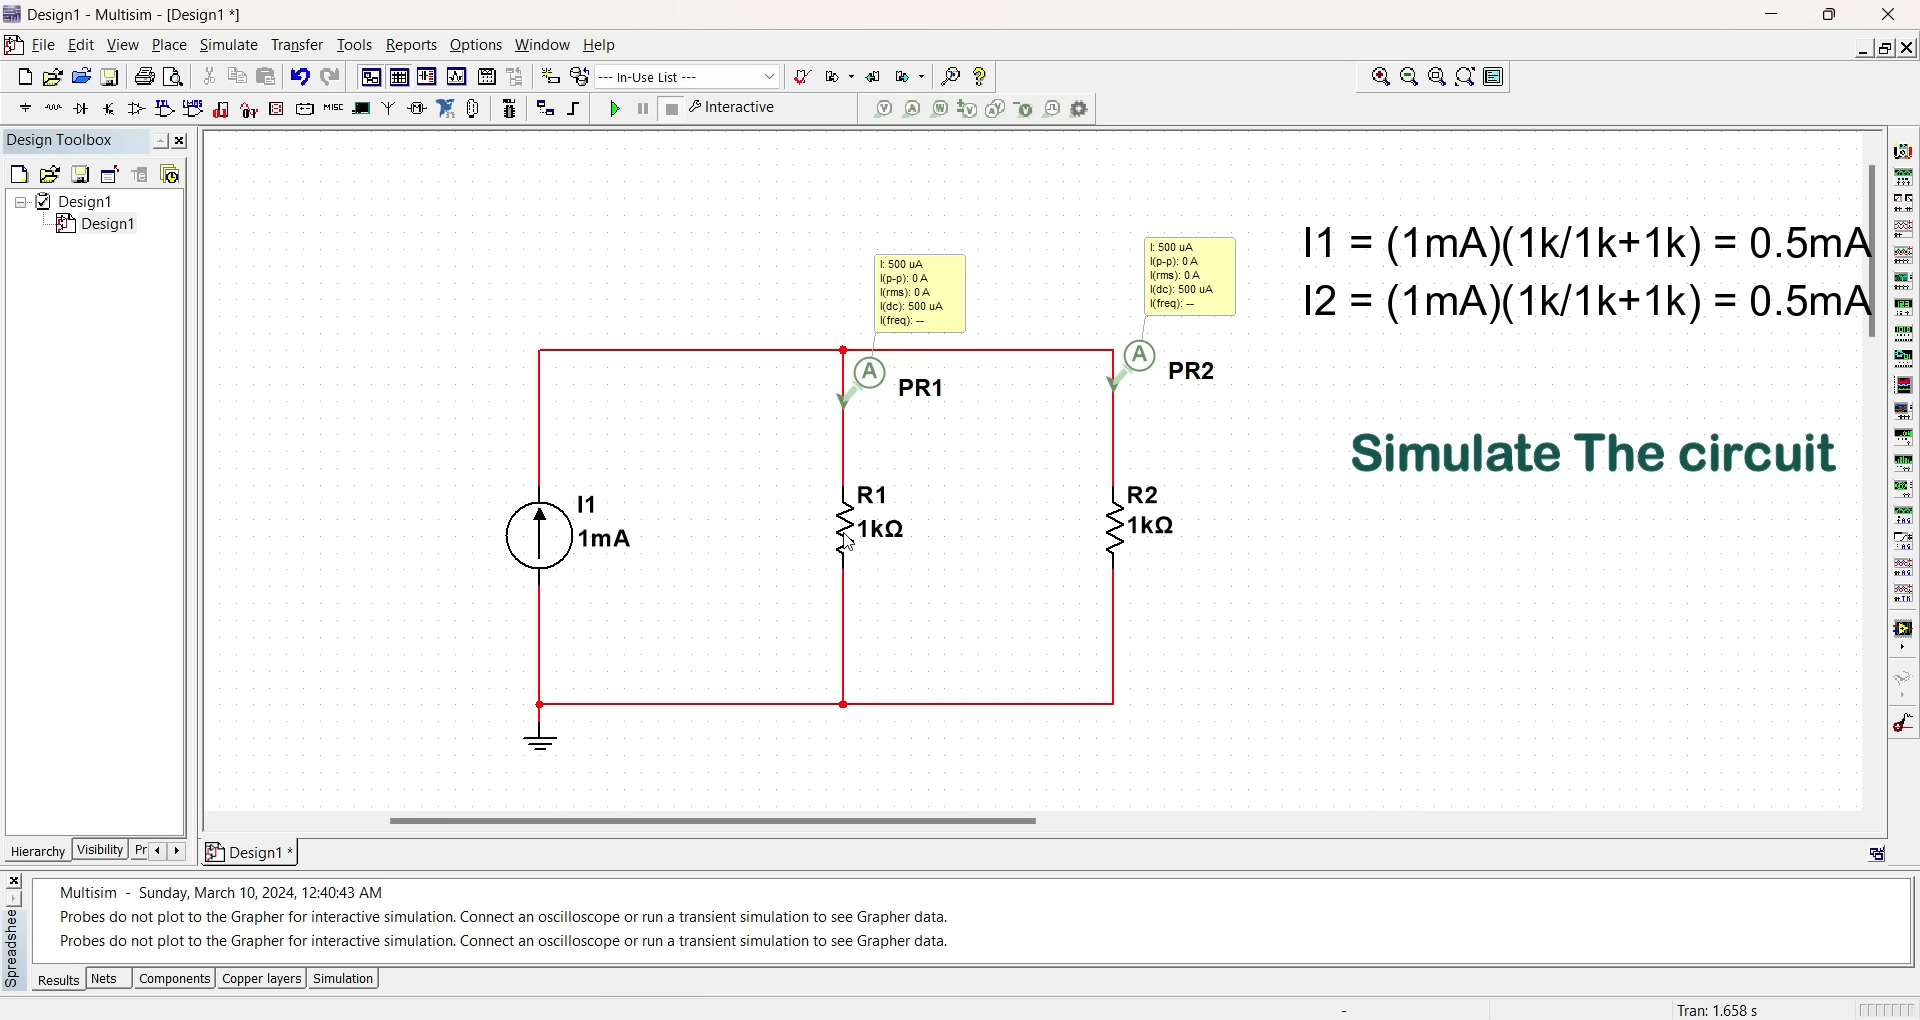 Design1 - Multisim - [Design1 *]
File Edit View Place Simulate Transfer Tools Reports Options Window Help
--- In-Use List ---
MISC
Interactive
Design Toolbox
Design1
Design1
I1 = (1mA)(1k/1k+1k) = 0.5mA
I2 = (1mA)(1k/1k+1k) = 0.5mA
I: 500 uA
I(p-p): 0 A
I(rms): 0 A
I(dc): 500 uA
I(freq): --
I: 500 uA
I(p-p): 0 A
I(rms): 0 A
I(dc): 500 uA
I(freq): --
A
PR1
A
PR2
Simulate The circuit
I1
1mA
R1
1kΩ
R2
1kΩ
Hierarchy Visibility Pr
Design1 *
Multisim - Sunday, March 10, 2024, 12:40:43 AM
Probes do not plot to the Grapher for interactive simulation. Connect an oscilloscope or run a transient simulation to see Grapher data.
Probes do not plot to the Grapher for interactive simulation. Connect an oscilloscope or run a transient simulation to see Grapher data.
Spreadshee
Results Nets Components Copper layers Simulation
- Tran: 1.658 s